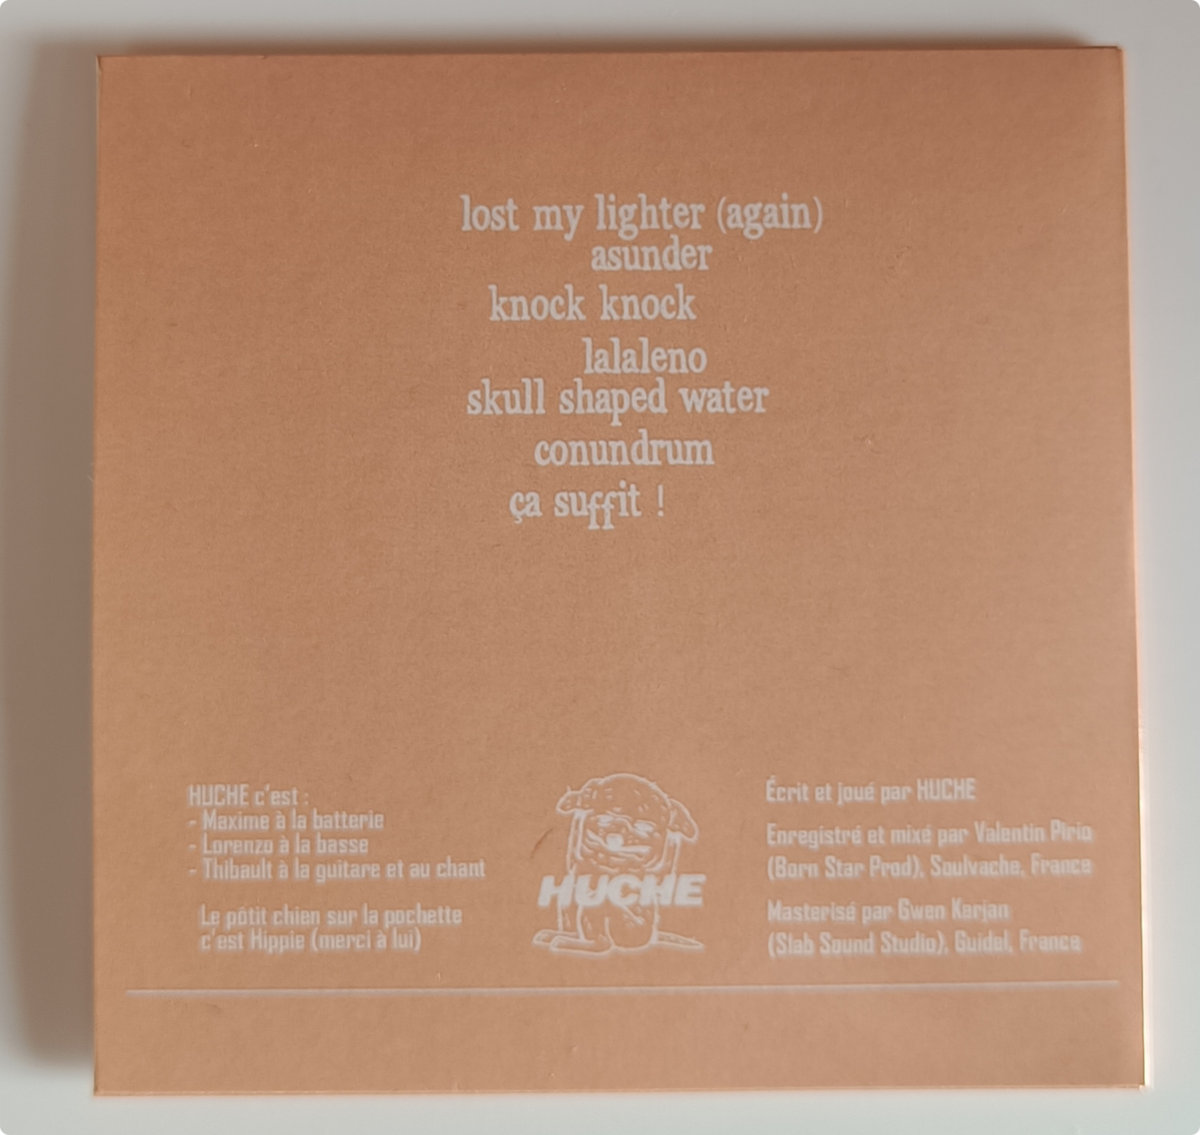 lost my lighter (again)
asunder
knock knock
lalaleno
skull shaped water
conundrum
ça suffit !
HUCHE c'est :
- Maxime à la batterie
- Lorenzo à la basse
- Thibault à la guitare et au chant
Le pôtit chien sur la pochette
c'est Hippie (merci à lui)
HUCHE
Écrit et joué par HUCHE
Enregistré et mixé par Valentin Pirio
(Born Star Prod), Soulvache, France
Masterisé par Gwen Kerjan
(Slab Sound Studio), Guidel, France